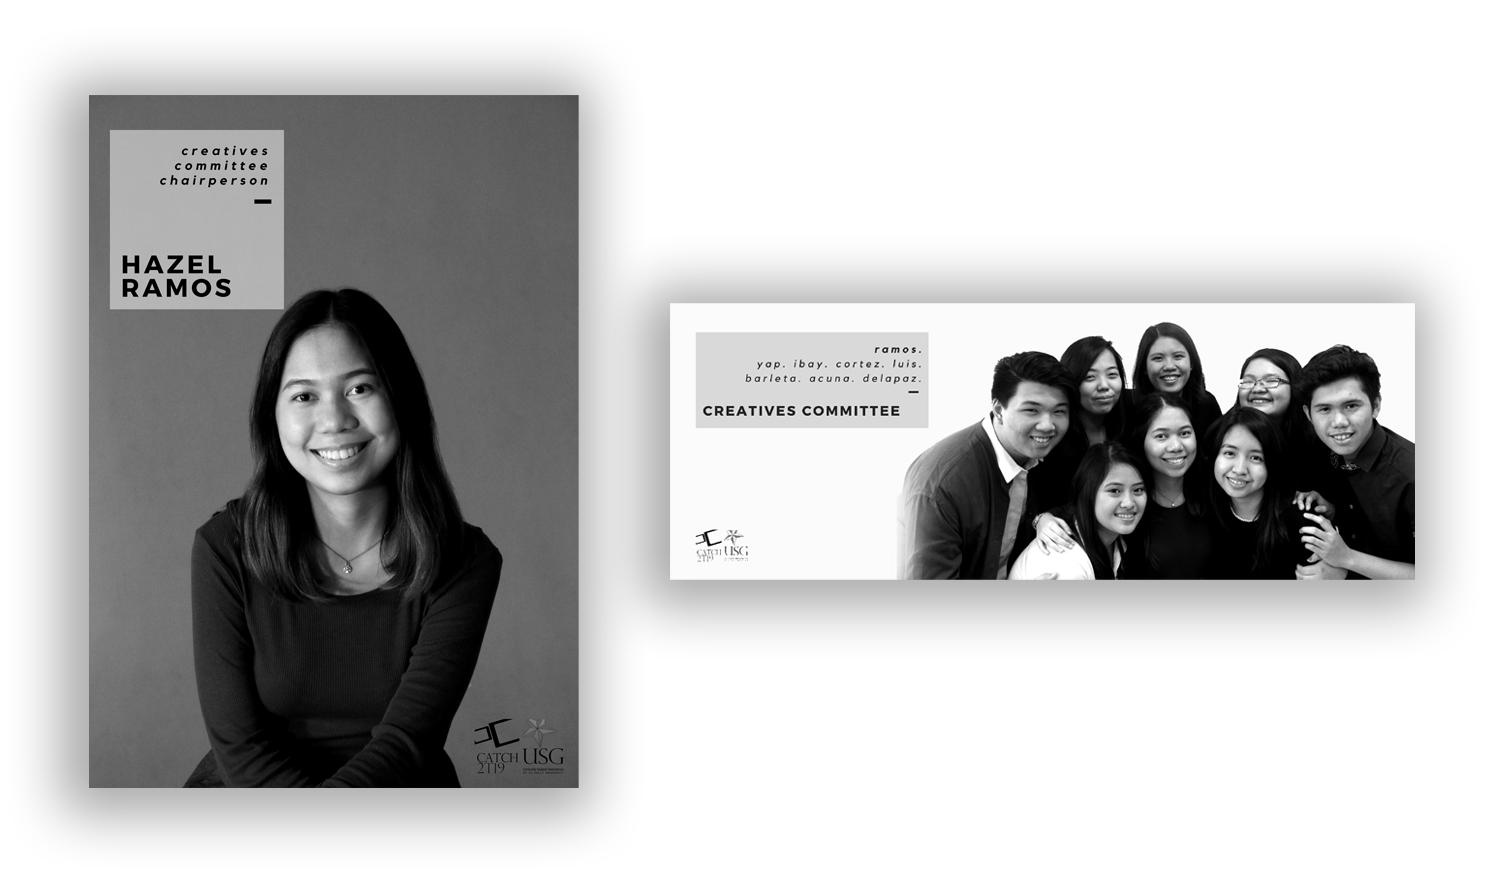 creatives
committee
chairperson
HAZEL
RAMOS
CATCH USG
2T19
ramos.
yap. ibay. cortez. luis.
barleta. acuna. delapaz.
CREATIVES COMMITTEE
CATCH USG
2T19